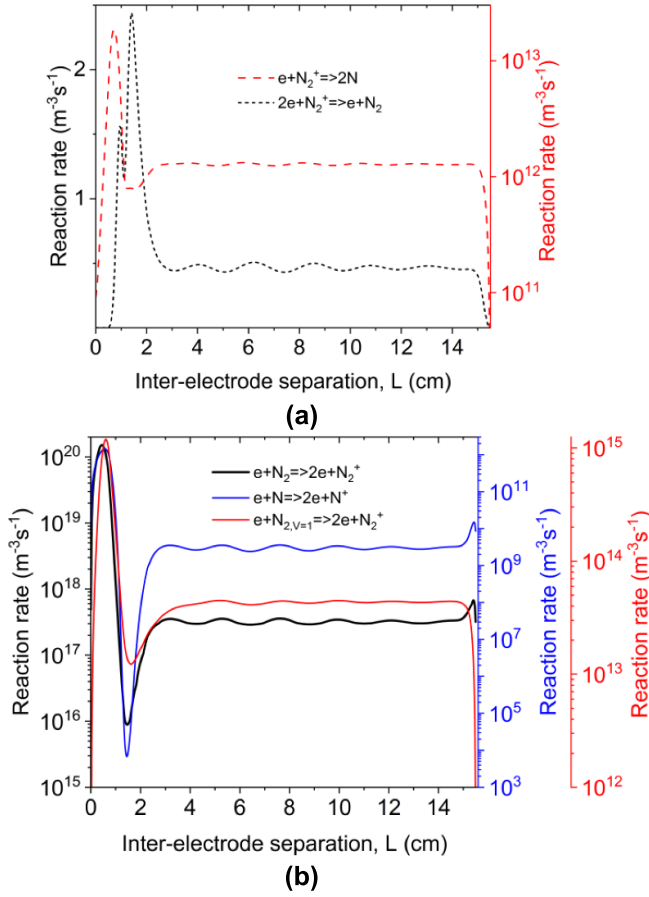 2
1
Reaction rate (m⁻³s⁻¹)
e+N₂⁺=>2N
2e+N₂⁺=>e+N₂
10¹³
10¹²
10¹¹
Reaction rate (m⁻³s⁻¹)
0 2 4 6 8 10 12 14
Inter-electrode separation, L (cm)
(a)
10²⁰
10¹⁹
10¹⁸
10¹⁷
10¹⁶
10¹⁵
Reaction rate (m⁻³s⁻¹)
e+N₂=>2e+N₂⁺
e+N=>2e+N⁺
e+N₂,ᵥ₌₁=>2e+N₂⁺
10¹¹
10⁹
10⁷
10⁵
10³
Reaction rate (m⁻³s⁻¹)
10¹⁵
10¹⁴
10¹³
10¹²
Reaction rate (m⁻³s⁻¹)
0 2 4 6 8 10 12 14
Inter-electrode separation, L (cm)
(b)